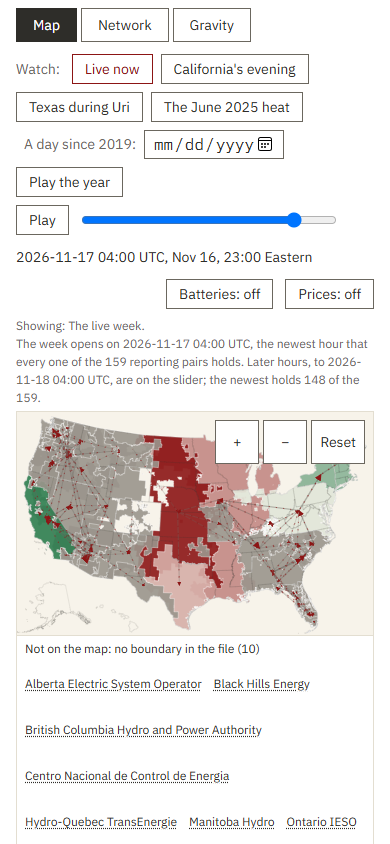 Map Network Gravity
Watch: Live now California's evening
Texas during Uri The June 2025 heat
A day since 2019: mm/dd/yyyy
Play the year
Play
2026-11-17 04:00 UTC, Nov 16, 23:00 Eastern
Batteries: off Prices: off
Showing: The live week.
The week opens on 2026-11-17 04:00 UTC, the newest hour that
every one of the 159 reporting pairs holds. Later hours, to 2026-
11-18 04:00 UTC, are on the slider; the newest holds 148 of the
159.
+ − Reset
Not on the map: no boundary in the file (10)
Alberta Electric System Operator Black Hills Energy
British Columbia Hydro and Power Authority
Centro Nacional de Control de Energia
Hydro-Quebec TransEnergie Manitoba Hydro Ontario IESO